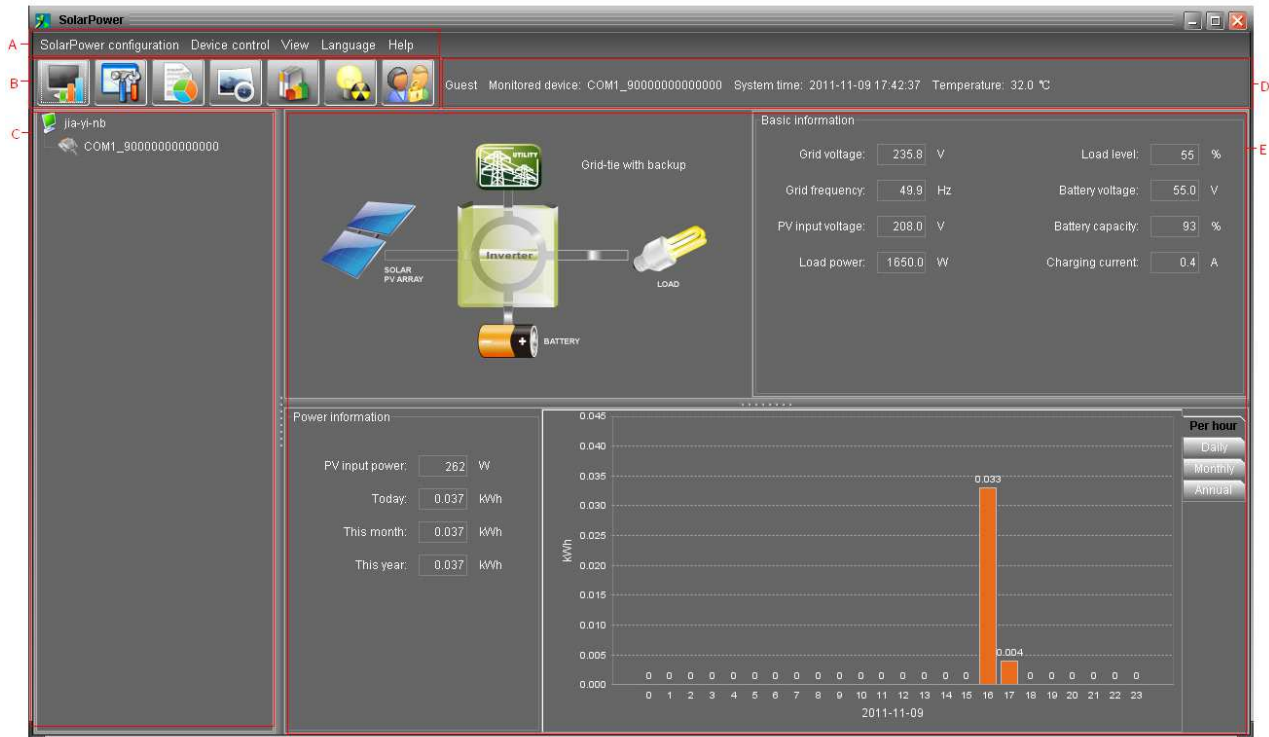 SolarPower
A
SolarPower configuration Device control View Language Help
B
Guest Monitored device: COM1_90000000000000 System time: 2011-11-09 17:42:37 Temperature: 32.0 ℃
D
C
jia-yi-nb
COM1_90000000000000
UTILITY
Grid-tie with backup
Inverter
SOLAR
PV ARRAY
LOAD
BATTERY
Basic information
E
Grid voltage: 235.8 V
Load level: 55 %
Grid frequency: 49.9 Hz
Battery voltage: 55.0 V
PV input voltage: 208.0 V
Battery capacity: 93 %
Load power: 1650.0 W
Charging current: 0.4 A
Power information
PV input power: 262 W
Today: 0.037 kWh
This month: 0.037 kWh
This year: 0.037 kWh
kWh
0.045
0.040
0.035
0.030
0.025
0.020
0.015
0.010
0.005
0.000
0.033
0.004
0 0 0 0 0 0 0 0 0 0 0 0 0 0 0 0 0 0 0 0 0 0
0 1 2 3 4 5 6 7 8 9 10 11 12 13 14 15 16 17 18 19 20 21 22 23
2011-11-09
Per hour
Daily
Monthly
Annual